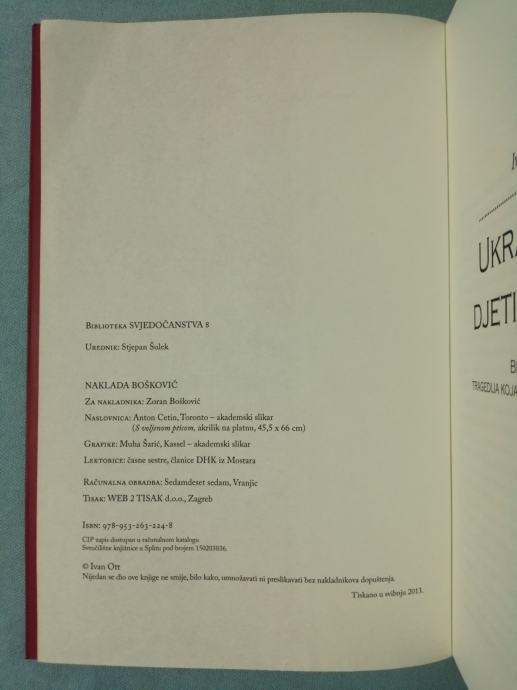 Biblioteka SVJEDOČANSTVA 8
Urednik: Stjepan Šulek
NAKLADA BOŠKOVIĆ
Za nakladnika: Zoran Bošković
Naslovnica: Anton Cetin, Toronto – akademski slikar
(S voljenom pticom, akrilik na platnu, 45,5 x 66 cm)
Grafike: Muha Šarić, Kassel – akademski slikar
Lektorice: časne sestre, članice DHK iz Mostara
Računalna obradba: Sedamdeset sedam, Vranjic
Tisak: WEB 2 TISAK d.o.o., Zagreb
Isbn: 978-953-263-224-8
CIP zapis dostupan u računalnom katalogu
Sveučilišne knjižnice u Splitu pod brojem 150203036.
© Ivan Ott
Nijedan se dio ove knjige ne smije, bilo kako, umnožavati ni preslikavati bez nakladnikova dopuštenja.
Tiskano u svibnju 2013.
UKRA
DJETI
TRAGEDIJA KOJA